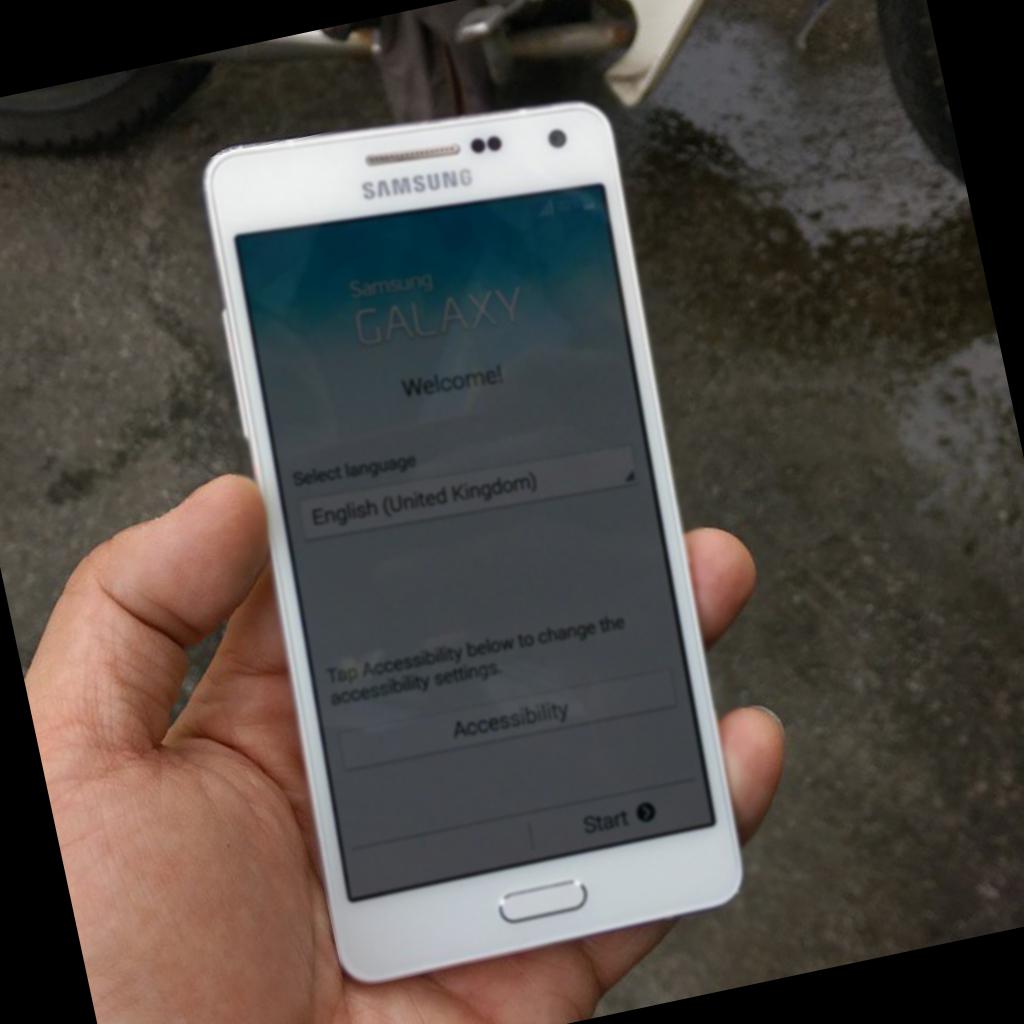 SAMSUNG
Samsung
GALAXY
Welcome!
Select language
English (United Kingdom)
Tap Accessibility below to change the
accessibility settings.
Accessibility
Start